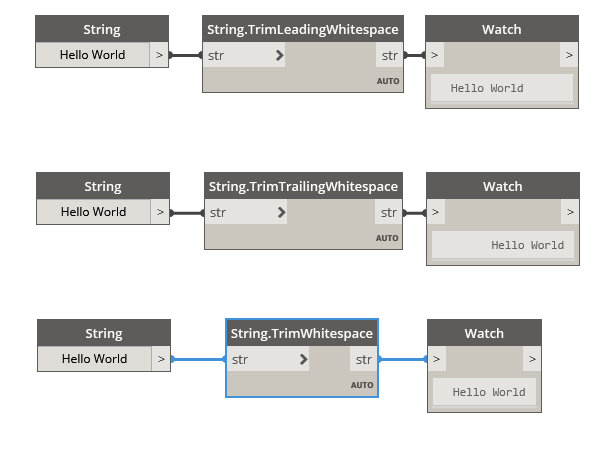 String String.TrimLeadingWhitespace Watch
Hello World > str > str > >
AUTO
Hello World
String String.TrimTrailingWhitespace Watch
Hello World > str > str > >
AUTO
Hello World
String String.TrimWhitespace Watch
Hello World > str > str > >
AUTO
Hello World